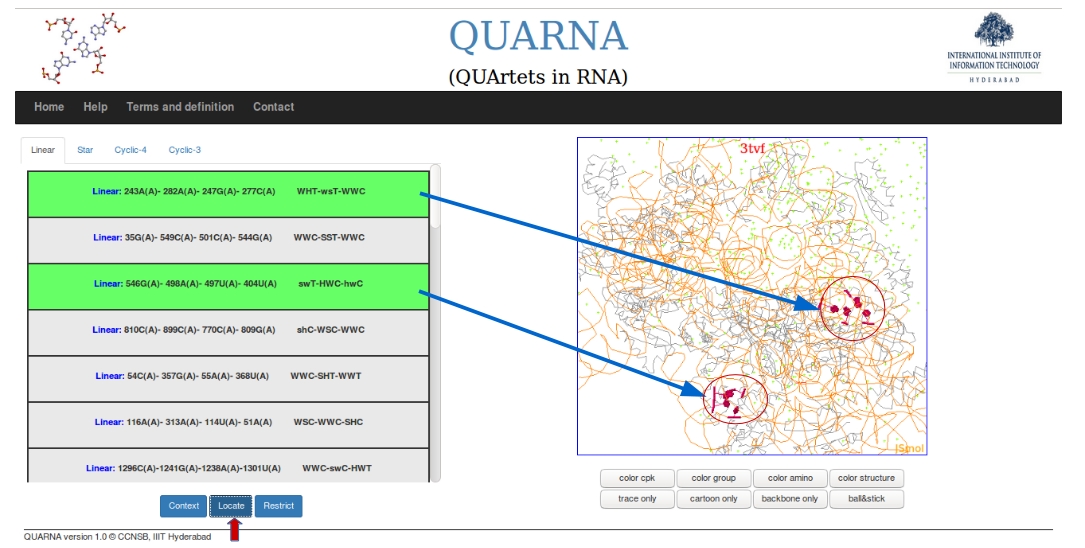 QUARNA
(QUArtets in RNA)
INTERNATIONAL INSTITUTE OF
INFORMATION TECHNOLOGY
HYDERABAD
Home Help Terms and definition Contact
Linear Star Cyclic-4 Cyclic-3
Linear: 243A(A)- 282A(A)- 247G(A)- 277C(A) WHT-wsT-WWC
Linear: 35G(A)- 549C(A)- 501C(A)- 544G(A) WWC-SST-WWC
Linear: 546G(A)- 498A(A)- 497U(A)- 404U(A) swT-HWC-hwC
Linear: 810C(A)- 899C(A)- 770C(A)- 809G(A) shC-WSC-WWC
Linear: 54C(A)- 357G(A)- 55A(A)- 368U(A) WWC-SHT-WWT
Linear: 116A(A)- 313A(A)- 114U(A)- 51A(A) WSC-WWC-SHC
Linear: 1296C(A)-1241G(A)-1238A(A)-1301U(A) WWC-swC-HWT
Context Locate Restrict
3tvf
JSmol
color cpk color group color amino color structure
trace only cartoon only backbone only ball&stick
QUARNA version 1.0 © CCNSB, IIIT Hyderabad